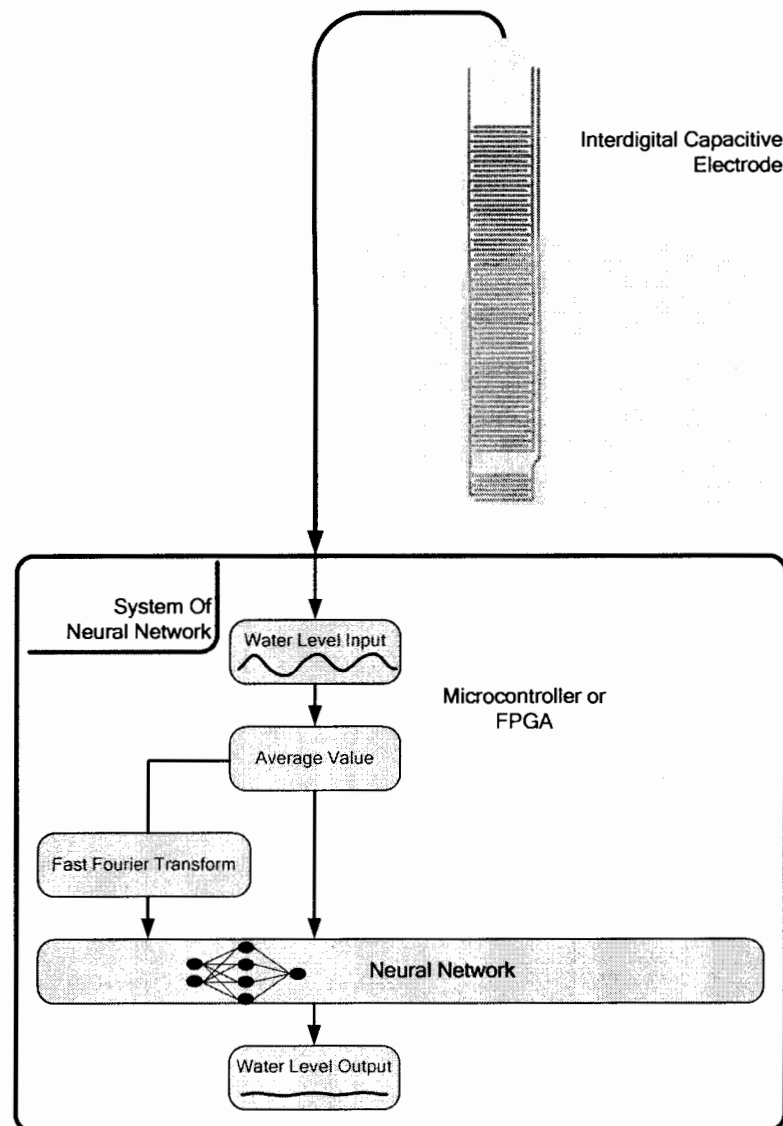 Interdigital Capacitive
Electrode
System Of
Neural Network
Water Level Input
Microcontroller or
FPGA
Average Value
Fast Fourier Transform
Neural Network
Water Level Output